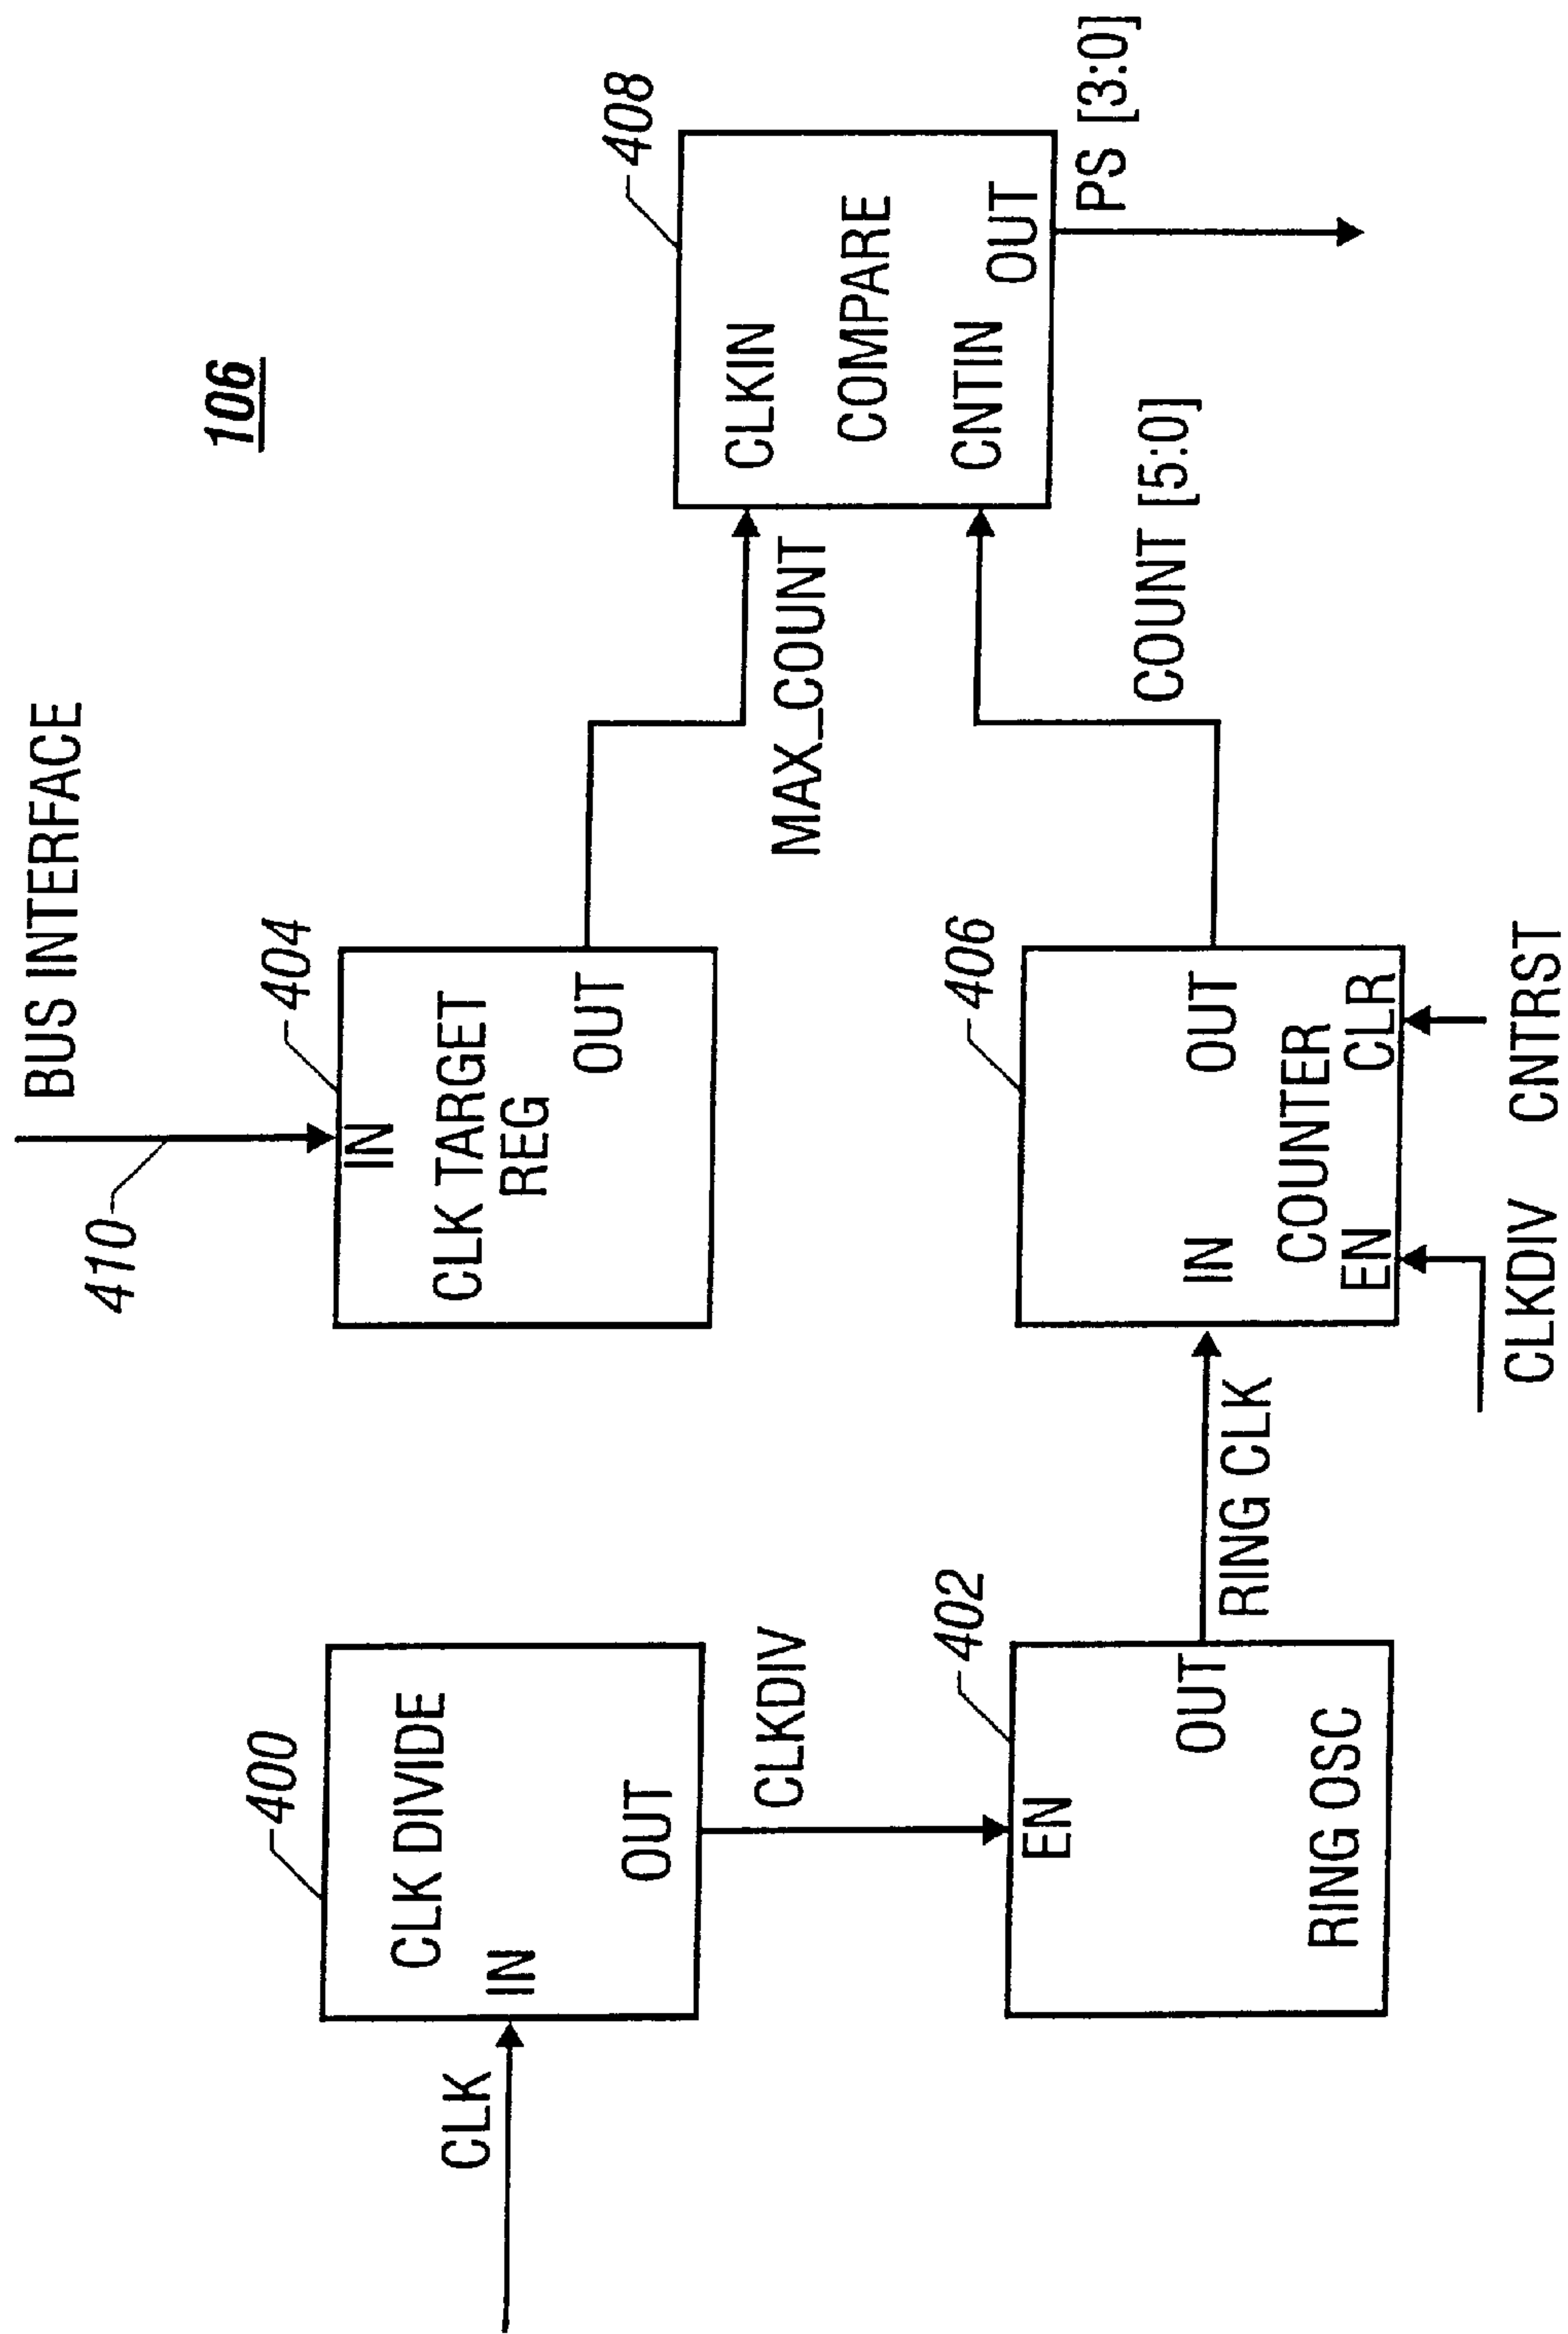 106
BUS INTERFACE
410
404
IN
CLK TARGET
REG
OUT
MAX_COUNT
408
CLKIN
COMPARE
CNTIN
OUT
PS [3:0]
400
CLK
CLK DIVIDE
IN
OUT
CLKDIV
402
EN
OUT
RING OSC
RING CLK
406
IN
OUT
COUNTER
EN
CLR
COUNT [5:0]
CLKDIV
CNTRST